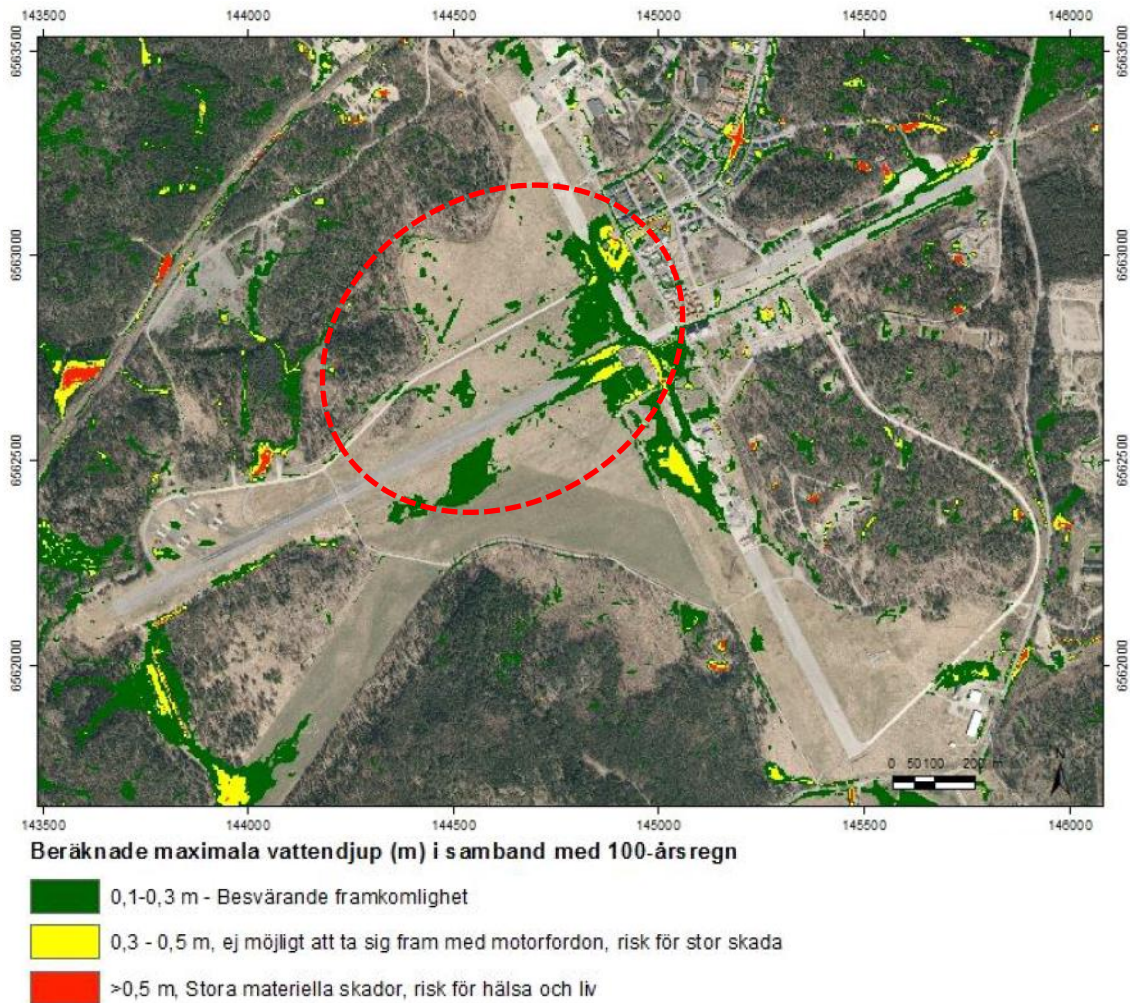 143500 144000 144500 145000 145500 146000
6563500 6563500
6563000 6563000
6562500 6562500
6562000 6562000
N
0 50 100 200 m
143500 144000 144500 145000 145500 146000
Beräknade maximala vattendjup (m) i samband med 100-årsregn
0,1-0,3 m - Besvärande framkomlighet
0,3 - 0,5 m, ej möjligt att ta sig fram med motorfordon, risk för stor skada
>0,5 m, Stora materiella skador, risk för hälsa och liv